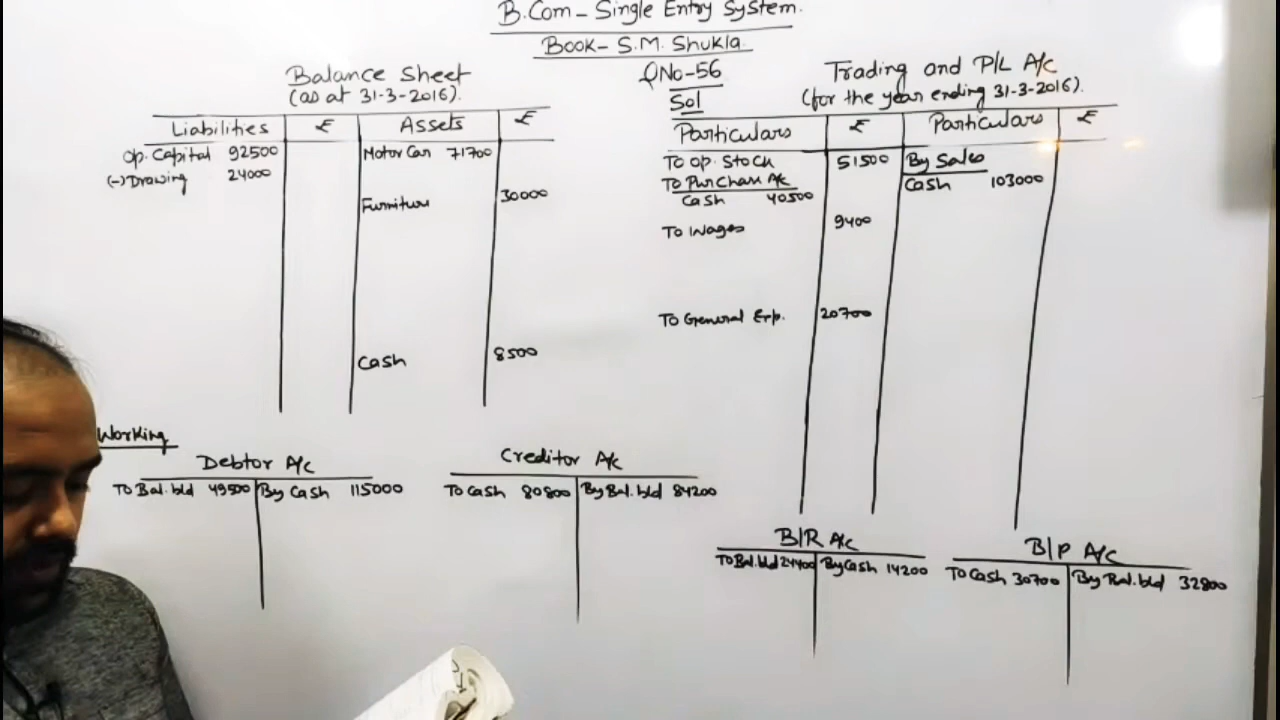 B.Com - Single Entry System.
Book - S.M. Shukla.
QNo-56
Sol
Balance Sheet
(as at 31-3-2016).
Liabilities ₹ Assets ₹
Op. Capital 92500 Motor Car 71700
(-) Drawing 24000
Furniture 30000
Cash 8500
Trading and P/L A/c
(for the year ending 31-3-2016).
Particulars ₹ Particulars ₹
To Op. Stock 51500 By Sales
To Purchase A/c Cash 103000
Cash 40500
To Wages 9400
To General Exp. 20700
Working
Debtor A/c
To Bal. b/d 49500 By Cash 115000
Creditor A/c
To Cash 80800 By Bal. b/d 84200
B/R A/c
To Bal. b/d 24400 By Cash 14200
B/P A/c
To Cash 30700 By Bal. b/d 32800